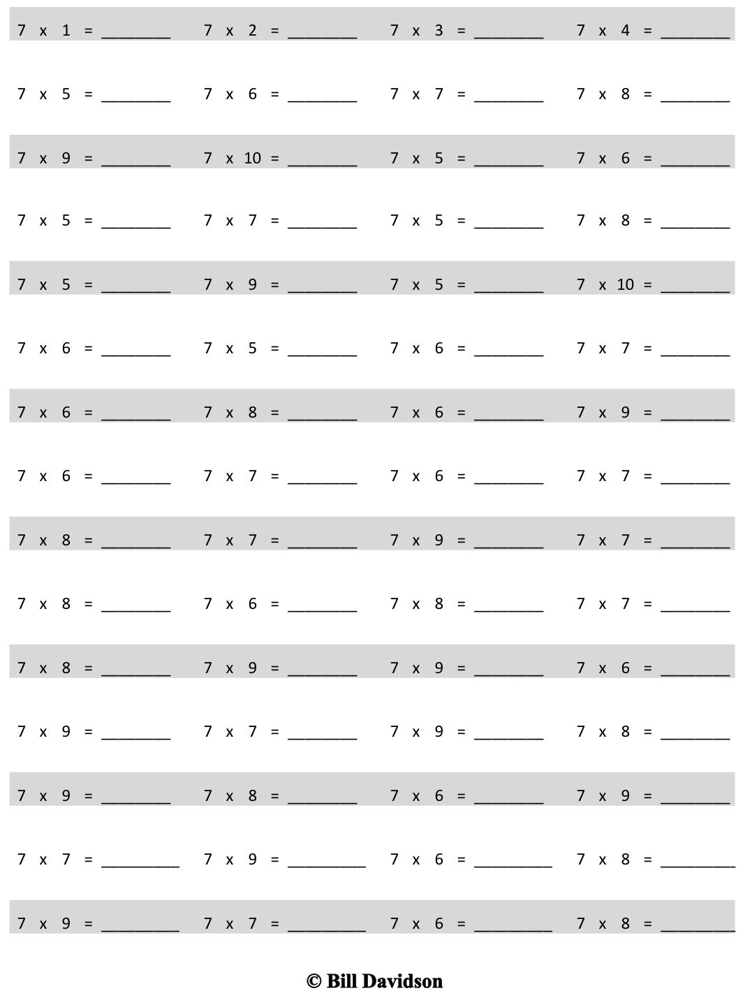 7 x 1 = ________ 7 x 2 = ________ 7 x 3 = ________ 7 x 4 = ________
7 x 5 = ________ 7 x 6 = ________ 7 x 7 = ________ 7 x 8 = ________
7 x 9 = ________ 7 x 10 = ________ 7 x 5 = ________ 7 x 6 = ________
7 x 5 = ________ 7 x 7 = ________ 7 x 5 = ________ 7 x 8 = ________
7 x 5 = ________ 7 x 9 = ________ 7 x 5 = ________ 7 x 10 = ________
7 x 6 = ________ 7 x 5 = ________ 7 x 6 = ________ 7 x 7 = ________
7 x 6 = ________ 7 x 8 = ________ 7 x 6 = ________ 7 x 9 = ________
7 x 6 = ________ 7 x 7 = ________ 7 x 6 = ________ 7 x 7 = ________
7 x 8 = ________ 7 x 7 = ________ 7 x 9 = ________ 7 x 7 = ________
7 x 8 = ________ 7 x 6 = ________ 7 x 8 = ________ 7 x 7 = ________
7 x 8 = ________ 7 x 9 = ________ 7 x 9 = ________ 7 x 6 = ________
7 x 9 = ________ 7 x 7 = ________ 7 x 9 = ________ 7 x 8 = ________
7 x 9 = ________ 7 x 8 = ________ 7 x 6 = ________ 7 x 9 = ________
7 x 7 = _________ 7 x 9 = _________ 7 x 6 = _________ 7 x 8 = _________
7 x 9 = _________ 7 x 7 = _________ 7 x 6 = _________ 7 x 8 = _________
© Bill Davidson